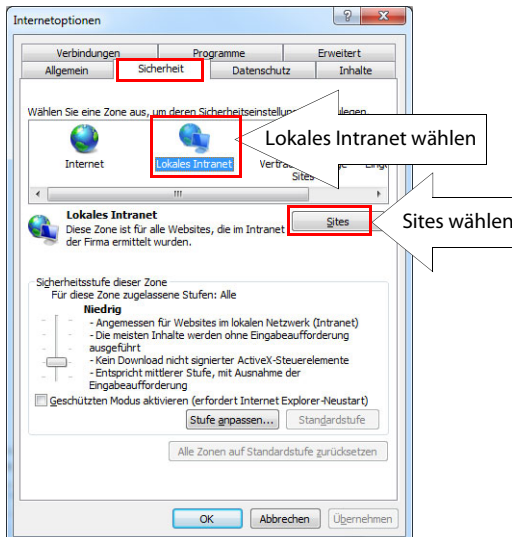 Internetoptionen
Verbindungen Programme Erweitert
Allgemein Sicherheit Datenschutz Inhalte
Wählen Sie eine Zone aus, um deren
Lokales Intranet wählen
Internet Lokales Intranet
Sites
Lokales Intranet
Diese Zone ist für alle Websites, die im Intranet
der Firma ermittelt wurden.
Sites
Sites wählen
Sicherheitsstufe dieser Zone
Für diese Zone zugelassene Stufen: Alle
Niedrig
- Angemessen für Websites im lokalen Netzwerk (Intranet)
- Die meisten Inhalte werden ohne Eingabeaufforderung
ausgeführt
- Kein Download nicht signierter ActiveX-Steuerelemente
- Entspricht mittlerer Stufe, mit Ausnahme der
Eingabeaufforderung
Geschützten Modus aktivieren (erfordert Internet Explorer-Neustart)
Stufe anpassen... Standardstufe
Alle Zonen auf Standardstufe zurücksetzen
OK Abbrechen Übernehmen